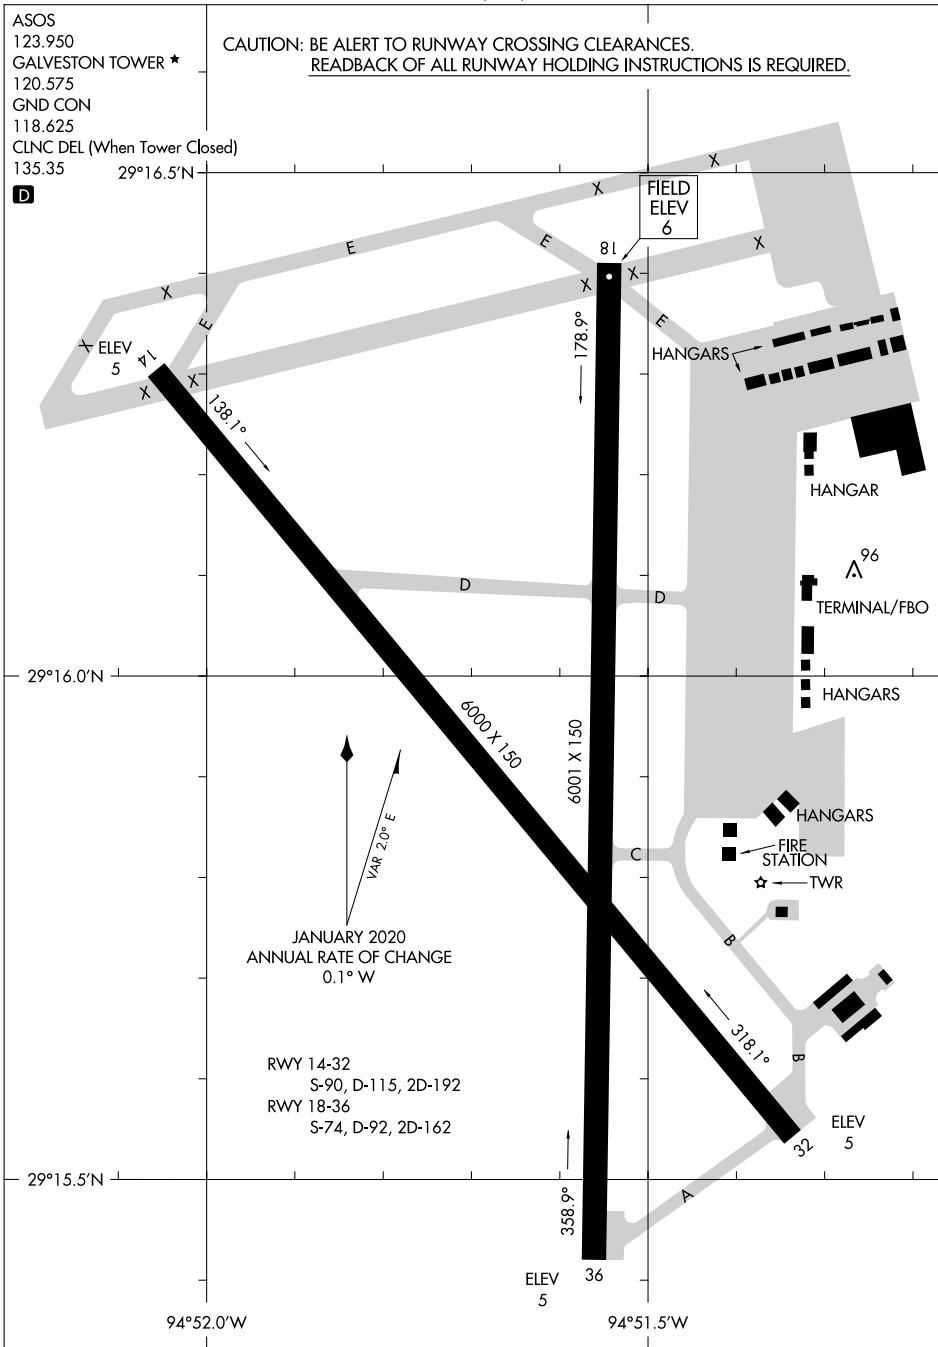 ASOS
123.950
GALVESTON TOWER ★
120.575
GND CON
118.625
CLNC DEL (When Tower Closed)
135.35
D
CAUTION: BE ALERT TO RUNWAY CROSSING CLEARANCES.
READBACK OF ALL RUNWAY HOLDING INSTRUCTIONS IS REQUIRED.
29°16.5'N
X
X
FIELD
ELEV
6
E
E
18
X
X
X
X
E
E
X
ELEV
5
14
X
X
178.9°
HANGARS
138.1°
HANGAR
96
D
D
TERMINAL/FBO
29°16.0'N
HANGARS
6000 X 150
6001 X 150
VAR 2.0° E
HANGARS
C
FIRE
STATION
TWR
JANUARY 2020
ANNUAL RATE OF CHANGE
0.1° W
B
318.1°
B
RWY 14-32
S-90, D-115, 2D-192
RWY 18-36
S-74, D-92, 2D-162
32
ELEV
5
29°15.5'N
A
358.9°
36
ELEV
5
94°52.0'W
94°51.5'W